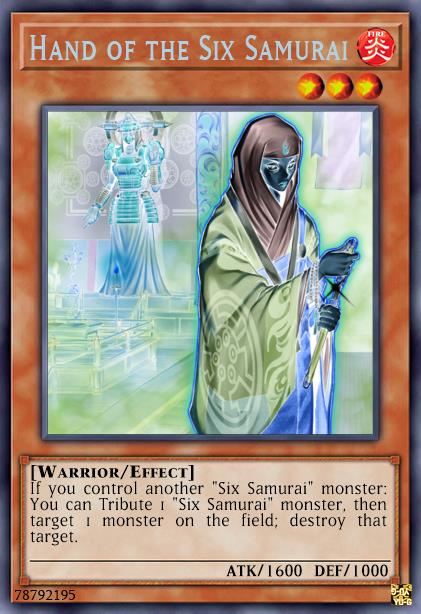 Hand of the Six Samurai
FIRE
炎
[Warrior/Effect]
If you control another "Six Samurai" monster:
You can Tribute 1 "Six Samurai" monster, then
target 1 monster on the field; destroy that
target.
ATK/1600 DEF/1000
78792195